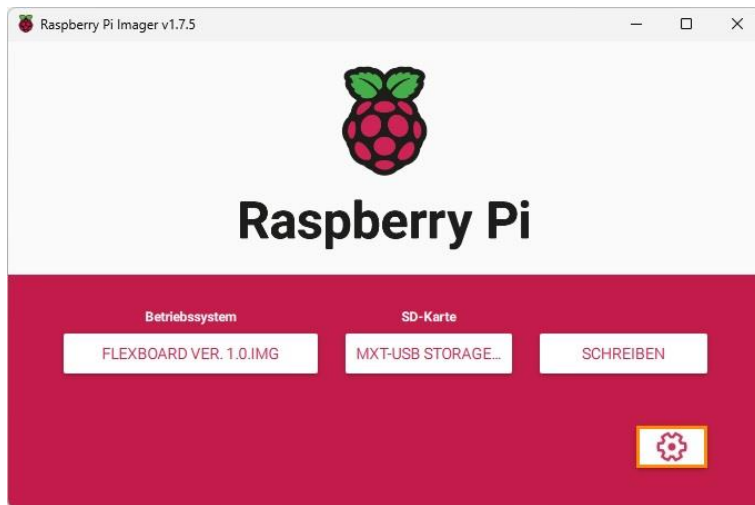 Raspberry Pi Imager v1.7.5
Raspberry Pi
Betriebssystem
SD-Karte
FLEXBOARD VER. 1.0.IMG
MXT-USB STORAGE...
SCHREIBEN